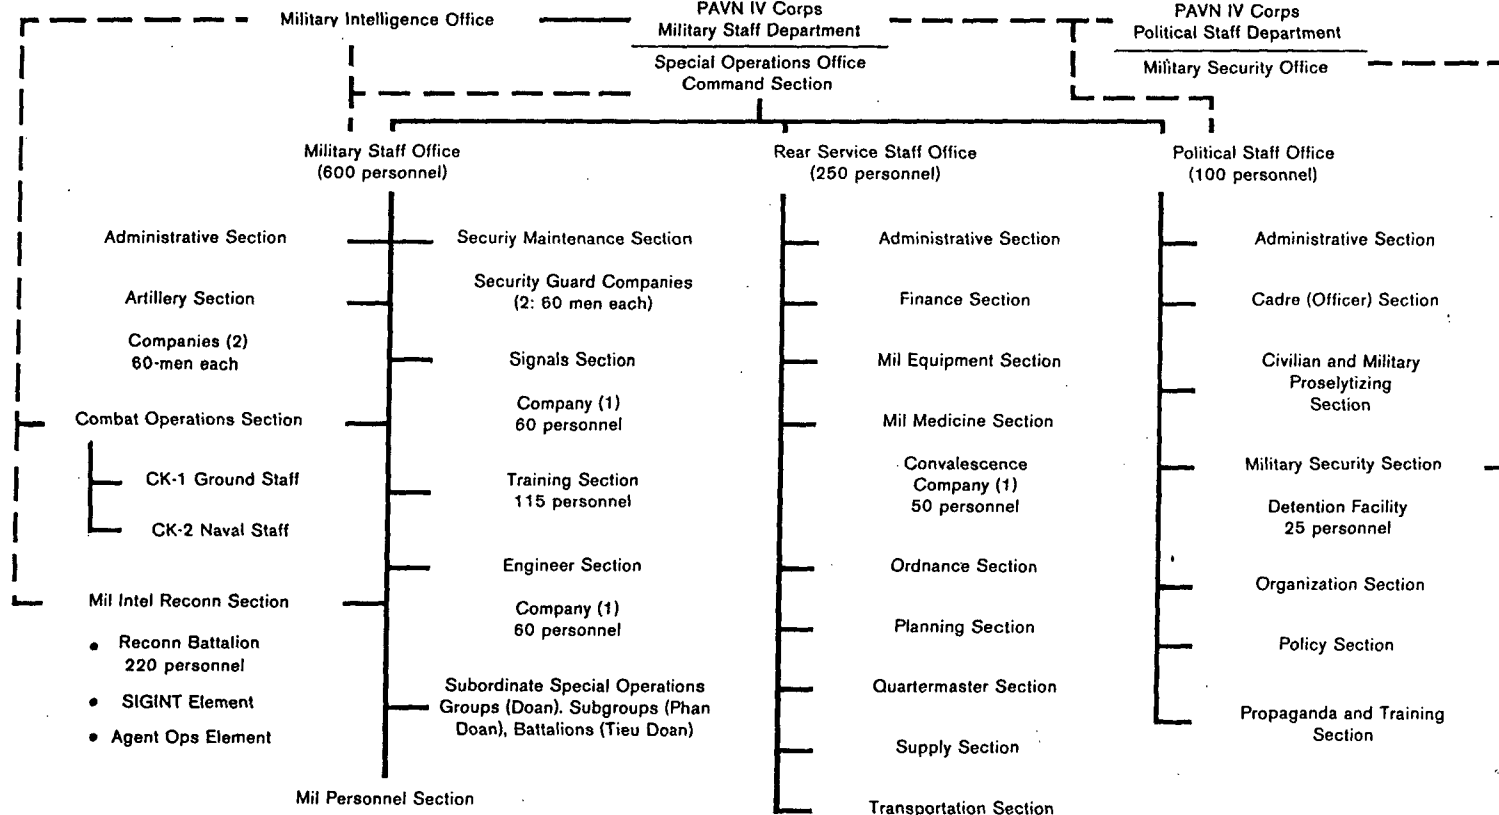 Military Intelligence Office
PAVN IV Corps
Military Staff Department
Special Operations Office
Command Section
PAVN IV Corps
Political Staff Department
Military Security Office
Military Staff Office
(600 personnel)
Administrative Section
Artillery Section
Companies (2)
60-men each
Combat Operations Section
CK-1 Ground Staff
CK-2 Naval Staff
Mil Intel Reconn Section
• Reconn Battalion
220 personnel
• SIGINT Element
• Agent Ops Element
Securiy Maintenance Section
Security Guard Companies
(2: 60 men each)
Signals Section
Company (1)
60 personnel
Training Section
115 personnel
Engineer Section
Company (1)
60 personnel
Subordinate Special Operations
Groups (Doan). Subgroups (Phan
Doan), Battalions (Tieu Doan)
Mil Personnel Section
Rear Service Staff Office
(250 personnel)
Administrative Section
Finance Section
Mil Equipment Section
Mil Medicine Section
Convalescence
Company (1)
50 personnel
Ordnance Section
Planning Section
Quartermaster Section
Supply Section
Transportation Section
Political Staff Office
(100 personnel)
Administrative Section
Cadre (Officer) Section
Civilian and Military
Proselytizing
Section
Military Security Section
Detention Facility
25 personnel
Organization Section
Policy Section
Propaganda and Training
Section